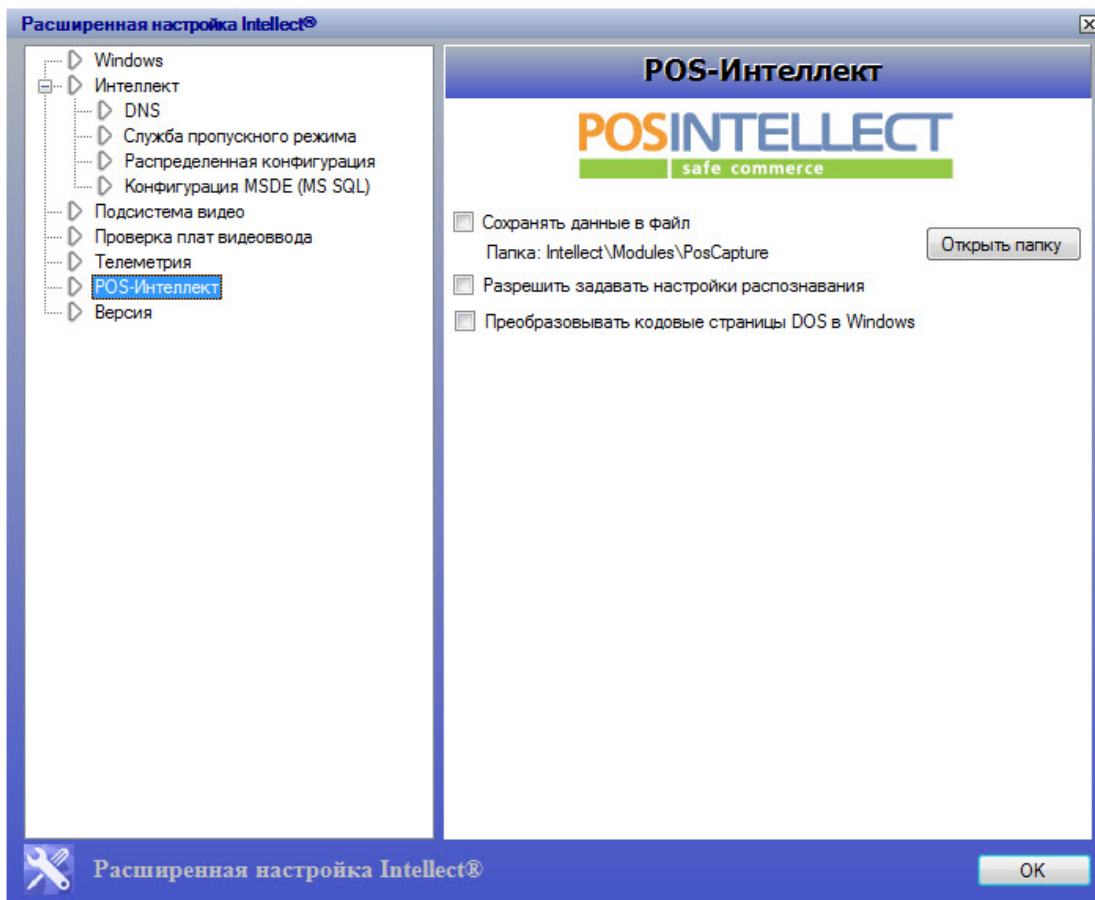 Расширенная настройка Intellect®
Windows
Интеллект
DNS
Служба пропускного режима
Распределенная конфигурация
Конфигурация MSDE (MS SQL)
Подсистема видео
Проверка плат видеоввода
Телеметрия
POS-Интеллект
Версия
POS-Интеллект
POSINTELLECT
safe commerce
Сохранять данные в файл
Папка: Intellect\Modules\PosCapture
Открыть папку
Разрешить задавать настройки распознавания
Преобразовывать кодовые страницы DOS в Windows
Расширенная настройка Intellect®
OK